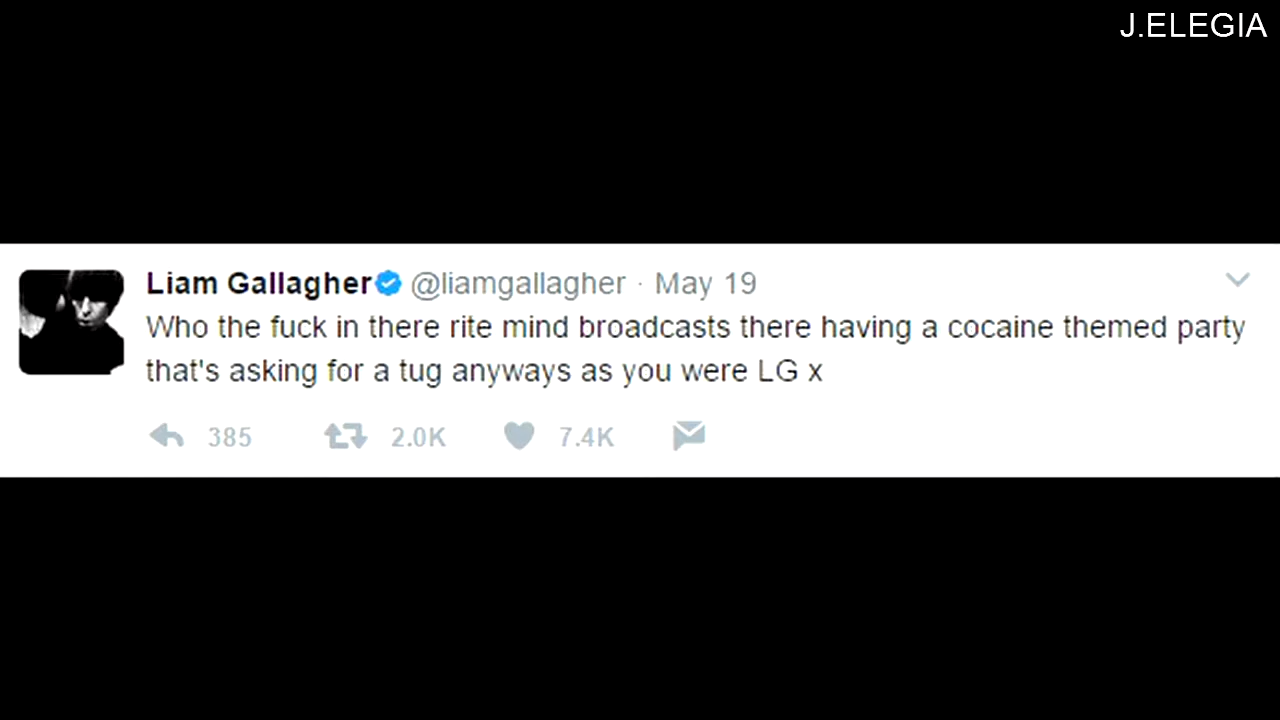 J.ELEGIA
Liam Gallagher @liamgallagher · May 19
Who the fuck in there rite mind broadcasts there having a cocaine themed party
that's asking for a tug anyways as you were LG x
385 2.0K 7.4K